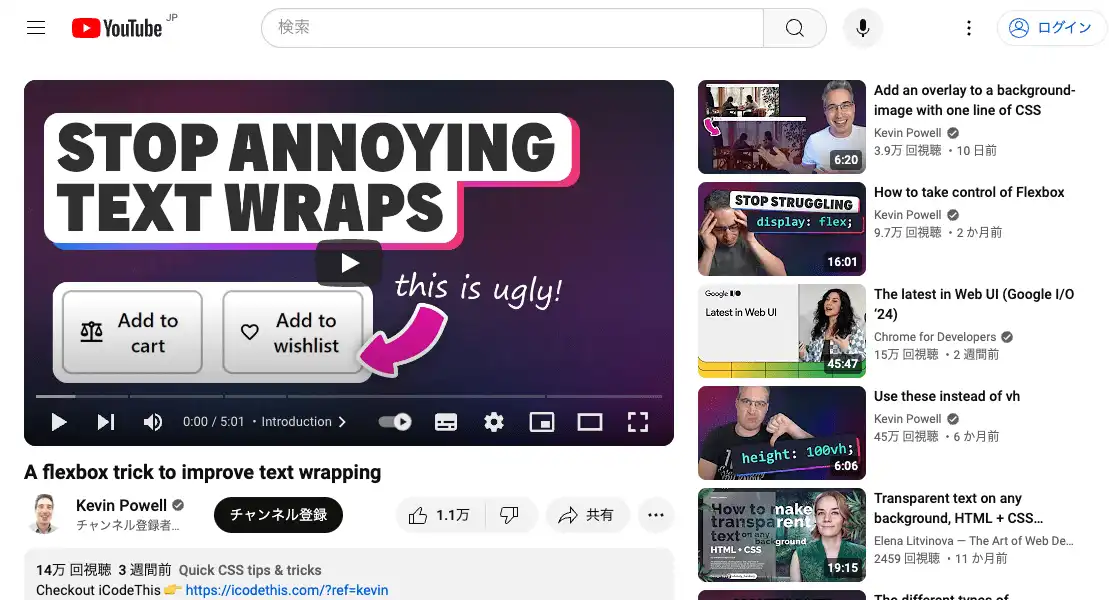 YouTube JP
検索
ログイン
STOP ANNOYING
TEXT WRAPS
this is ugly!
Add to
cart
Add to
wishlist
0:00 / 5:01 ・ Introduction
A flexbox trick to improve text wrapping
Kevin Powell
チャンネル登録者…
チャンネル登録
1.1万
共有
14万 回視聴 3 週間前 Quick CSS tips & tricks
Checkout iCodeThis 👉 https://icodethis.com/?ref=kevin
6:20
Add an overlay to a background-
image with one line of CSS
Kevin Powell
3.9万 回視聴 ・10 日前
STOP STRUGGLING
display: flex;
16:01
How to take control of Flexbox
Kevin Powell
9.7万 回視聴 ・2 か月前
Google I/O
Latest in Web UI
45:47
The latest in Web UI (Google I/O
‘24)
Chrome for Developers
15万 回視聴 ・2 週間前
height: 100vh;
6:06
Use these instead of vh
Kevin Powell
45万 回視聴 ・6 か月前
How to make
transparent
text on any
background
HTML + CSS
19:15
Transparent text on any
background, HTML + CSS…
Elena Litvinova — The Art of Web De…
2459 回視聴 ・11 か月前